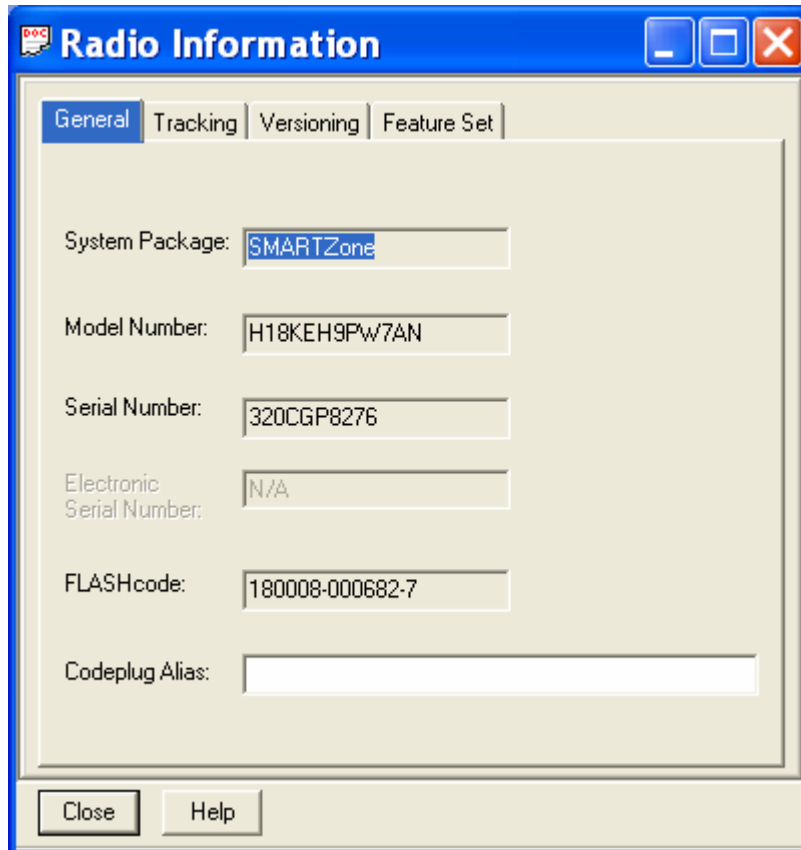 DOC
Radio Information
General Tracking Versioning Feature Set
System Package: SMARTZone
Model Number: H18KEH9PW7AN
Serial Number: 320CGP8276
Electronic
Serial Number: N/A
FLASHcode: 180008-000682-7
Codeplug Alias:
Close Help